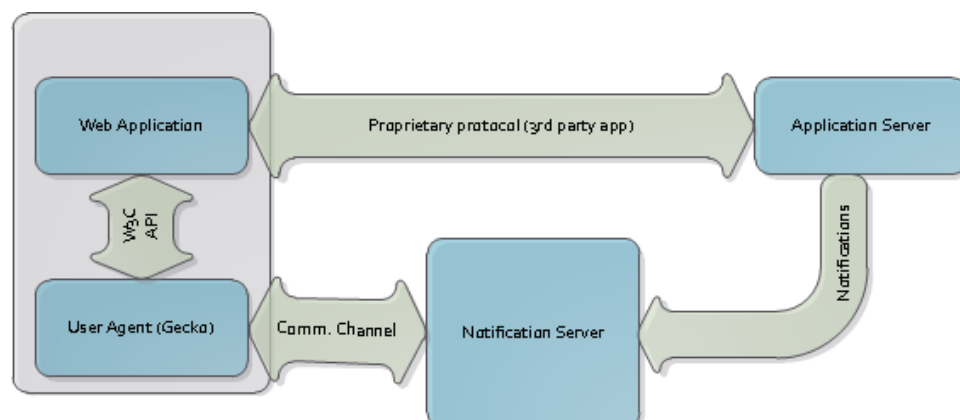 Web Application
Proprietary protocol (3rd party app)
Application Server
W3C
API
Notifications
User Agent (Gecko)
Comm. Channel
Notification Server